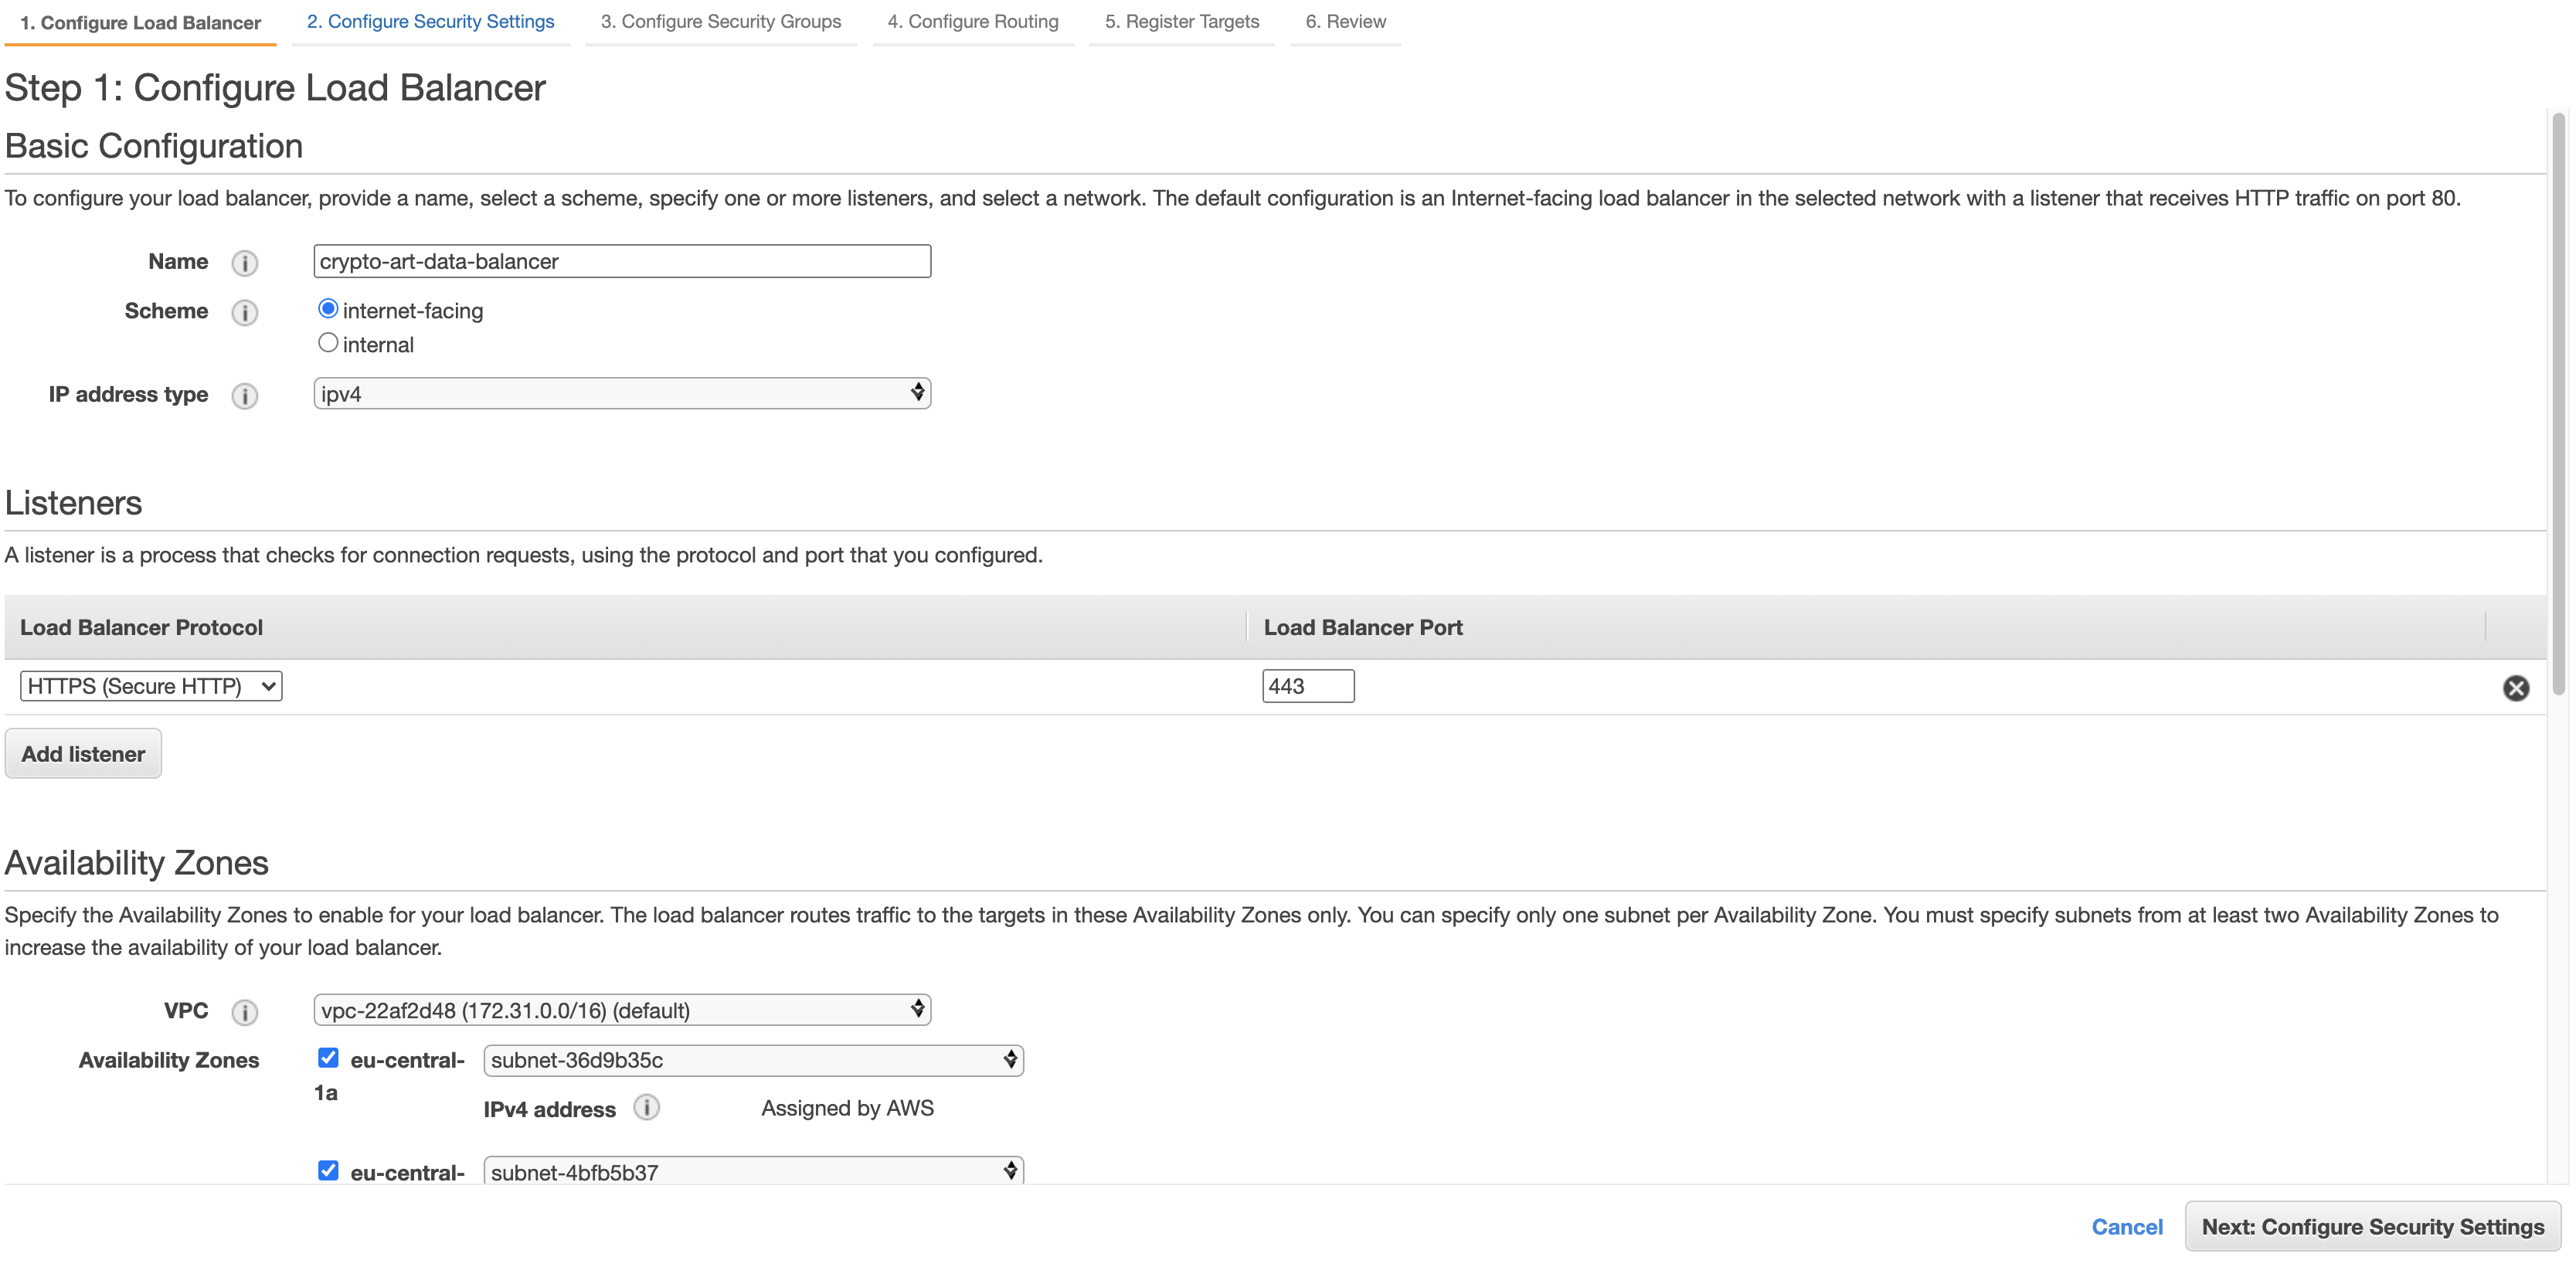 1. Configure Load Balancer 2. Configure Security Settings 3. Configure Security Groups 4. Configure Routing 5. Register Targets 6. Review
Step 1: Configure Load Balancer
Basic Configuration
To configure your load balancer, provide a name, select a scheme, specify one or more listeners, and select a network. The default configuration is an Internet-facing load balancer in the selected network with a listener that receives HTTP traffic on port 80.
Name i crypto-art-data-balancer
Scheme i internet-facing
internal
IP address type i ipv4
Listeners
A listener is a process that checks for connection requests, using the protocol and port that you configured.
Load Balancer Protocol Load Balancer Port
HTTPS (Secure HTTP) 443
Add listener
Availability Zones
Specify the Availability Zones to enable for your load balancer. The load balancer routes traffic to the targets in these Availability Zones only. You can specify only one subnet per Availability Zone. You must specify subnets from at least two Availability Zones to
increase the availability of your load balancer.
VPC i vpc-22af2d48 (172.31.0.0/16) (default)
Availability Zones eu-central- subnet-36d9b35c
1a
IPv4 address i Assigned by AWS
eu-central- subnet-4bfb5b37
Cancel Next: Configure Security Settings